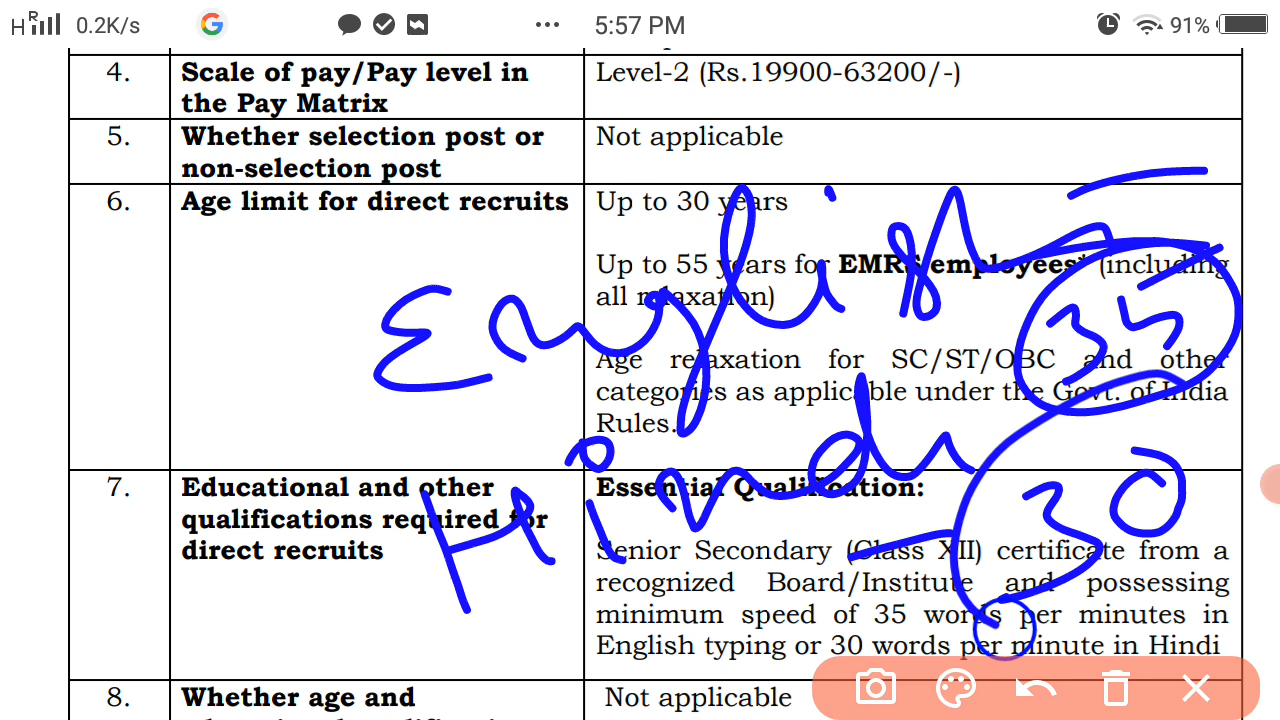 H R 0.2K/s G ... 5:57 PM 91%
4. Scale of pay/Pay level in Level-2 (Rs.19900-63200/-)
the Pay Matrix
5. Whether selection post or Not applicable
non-selection post
6. Age limit for direct recruits Up to 30 years
Up to 55 years for EMRS employees* (including
all relaxation)
English 35
Age relaxation for SC/ST/OBC and other
categories as applicable under the Govt. of India
Rules.
Hindi 30
7. Educational and other Essential Qualification:
qualifications required for
direct recruits Senior Secondary (Class XII) certificate from a
recognized Board/Institute and possessing
minimum speed of 35 words per minutes in
English typing or 30 words per minute in Hindi
8. Whether age and Not applicable